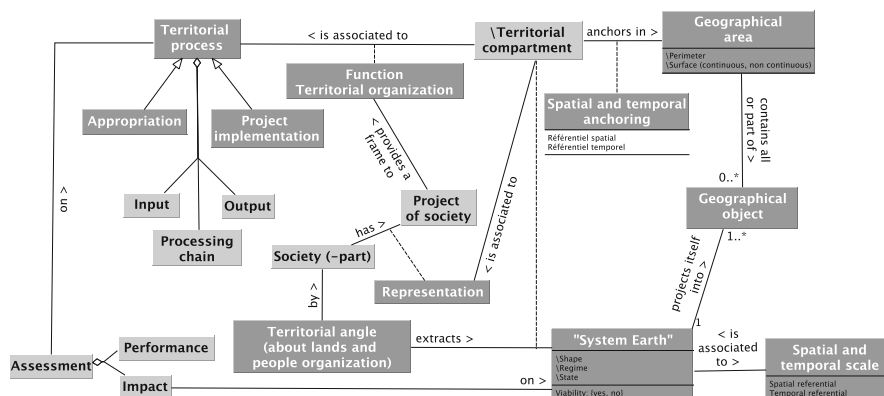 Territorial
process
< is associated to
\Territorial
compartment
anchors in >
Geographical
area
\Perimeter
\Surface (continuous, non continuous)
Function
Territorial organization
Appropriation
Project
implementation
Spatial and temporal
anchoring
Référentiel spatial
Référentiel temporel
contains all
or part of >
< provides a
frame to
0..*
Geographical
object
1..*
on >
Input
Output
Processing
chain
Project
of society
has >
Society (-part)
< is associated to
Representation
by >
projects itself
into >
1
Territorial angle
(about lands and
people organization)
extracts >
"System Earth"
\Shape
\Regime
\State
Viability: (yes, no)
< is
associated
to >
Spatial and
temporal scale
Spatial referential
Temporal referential
Assessment
Performance
Impact
on >